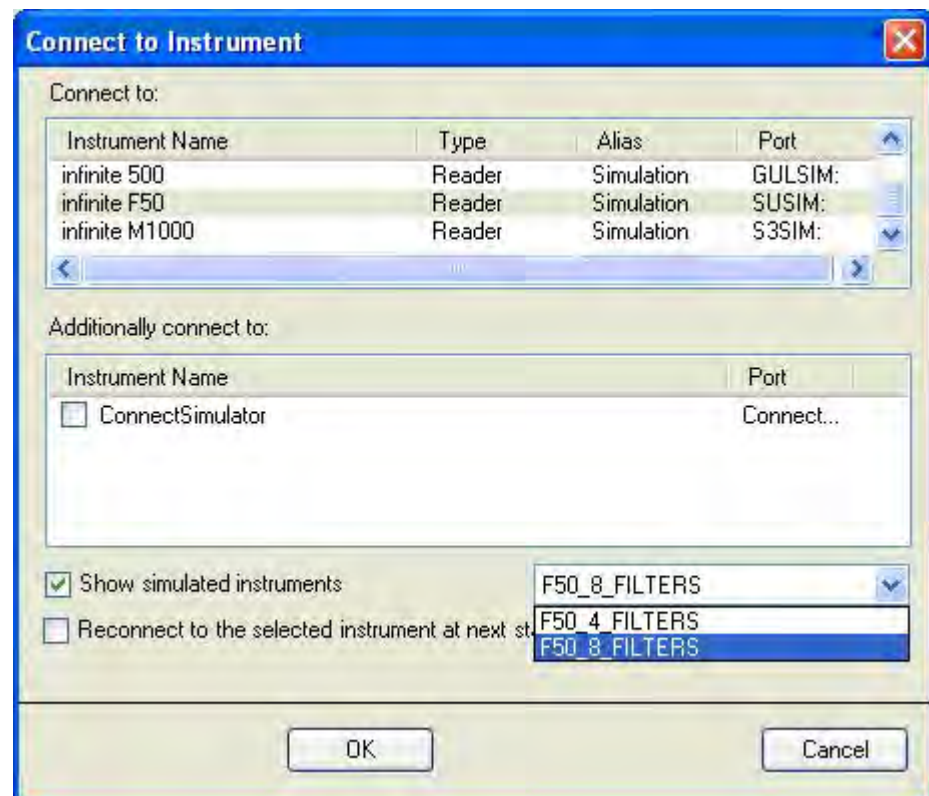 Connect to Instrument
Connect to:
Instrument Name Type Alias Port
infinite 500 Reader Simulation GULSIM:
infinite F50 Reader Simulation SUSIM:
infinite M1000 Reader Simulation S3SIM:
Additionally connect to:
Instrument Name Port
ConnectSimulator Connect...
Show simulated instruments F50_8_FILTERS
Reconnect to the selected instrument at next st F50_4_FILTERS
F50_8_FILTERS
OK Cancel